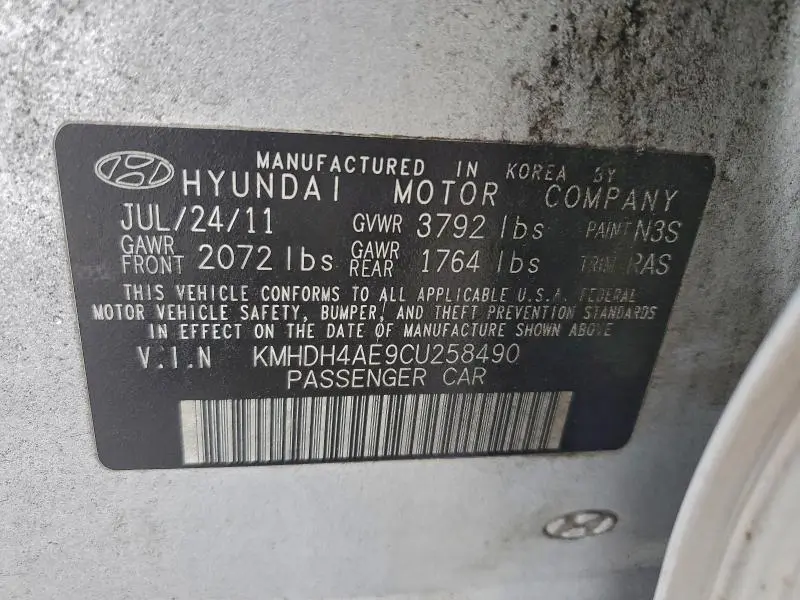 MANUFACTURED IN KOREA BY
HYUNDAI MOTOR COMPANY
JUL/24/11 GVWR 3792 lbs PAINT N3S
GAWR FRONT 2072 lbs GAWR REAR 1764 lbs TRIM RAS
THIS VEHICLE CONFORMS TO ALL APPLICABLE U.S.A. FEDERAL
MOTOR VEHICLE SAFETY, BUMPER, AND THEFT PREVENTION STANDARDS
IN EFFECT ON THE DATE OF MANUFACTURE SHOWN ABOVE
V.I.N KMHDH4AE9CU258490
PASSENGER CAR